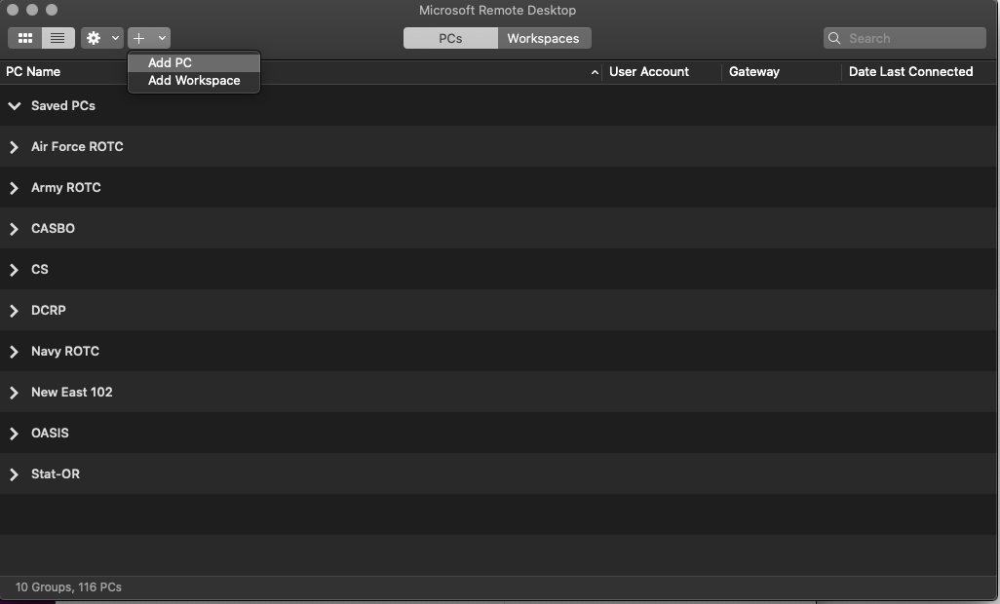 Microsoft Remote Desktop
PCs Workspaces Search
Add PC
Add Workspace
PC Name User Account Gateway Date Last Connected
Saved PCs
Air Force ROTC
Army ROTC
CASBO
CS
DCRP
Navy ROTC
New East 102
OASIS
Stat-OR
10 Groups, 116 PCs